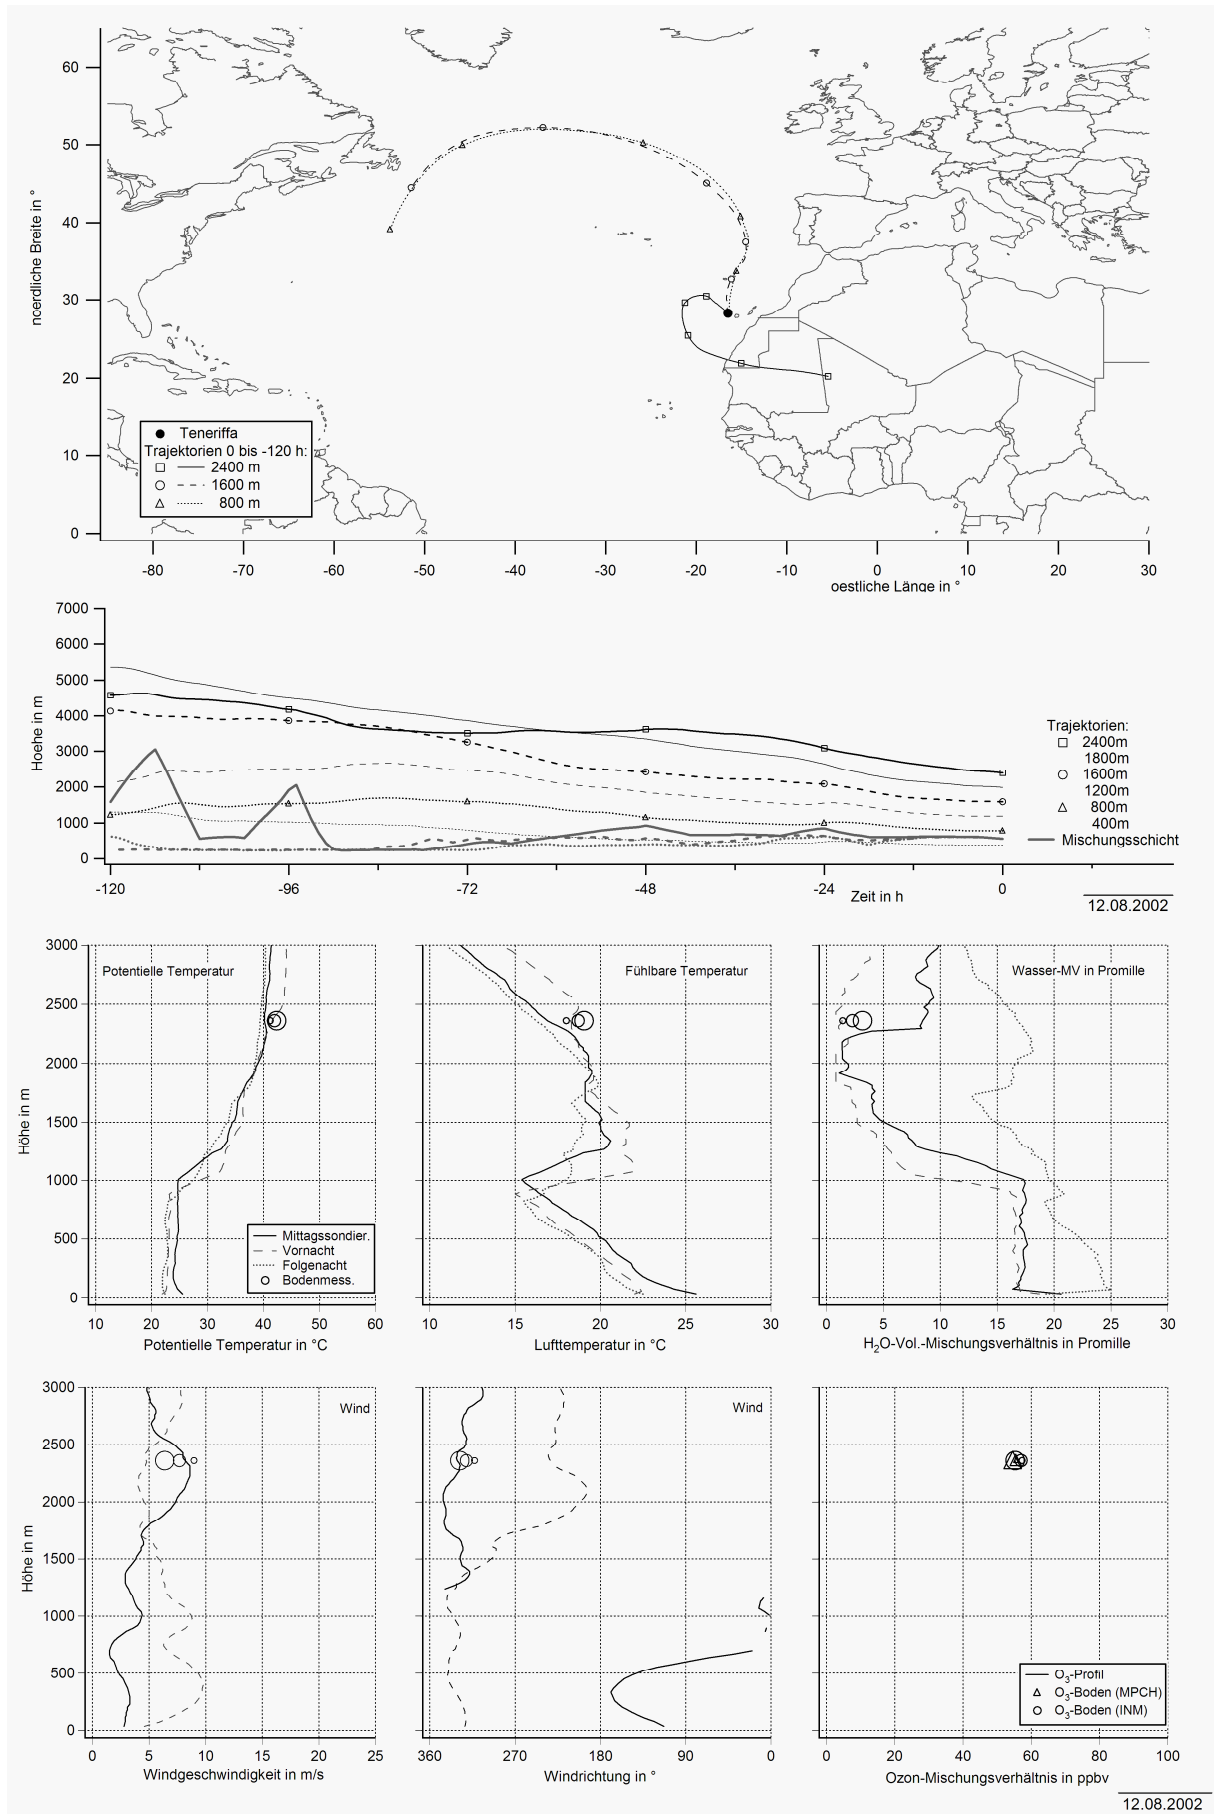 60
50
40
30
20
10
0
noerdliche Breite in °
Teneriffa
Trajektorien 0 bis -120 h:
2400 m
1600 m
800 m
-80 -70 -60 -50 -40 -30 -20 -10 0 10 20 30
oestliche Länge in °
7000
6000
5000
4000
3000
2000
1000
0
Hoehe in m
Trajektorien:
2400m
1800m
1600m
1200m
800m
400m
Mischungsschicht
-120 -96 -72 -48 -24 0
Zeit in h
12.08.2002
3000
2500
2000
1500
1000
500
0
Höhe in m
Potentielle Temperatur
Mittagssondier.
Vornacht
Folgenacht
Bodenmess.
10 20 30 40 50 60
Potentielle Temperatur in °C
Fühlbare Temperatur
10 15 20 25 30
Lufttemperatur in °C
Wasser-MV in Promille
0 5 10 15 20 25 30
H2O-Vol.-Mischungsverhältnis in Promille
3000
2500
2000
1500
1000
500
0
Höhe in m
Wind
0 5 10 15 20 25
Windgeschwindigkeit in m/s
Wind
360 270 180 90 0
Windrichtung in °
O3-Profil
O3-Boden (MPCH)
O3-Boden (INM)
0 20 40 60 80 100
Ozon-Mischungsverhältnis in ppbv
12.08.2002